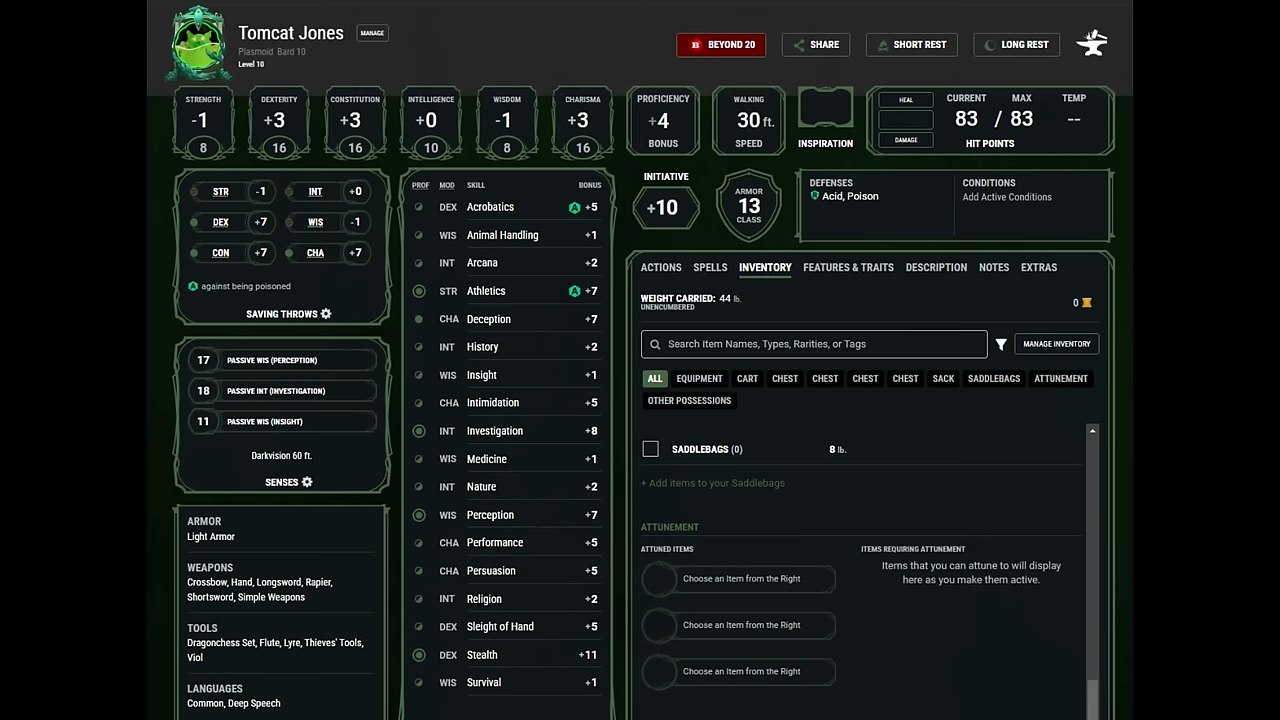 Tomcat Jones
MANAGE
Plasmoid Bard 10
Level 10
B BEYOND 20
SHARE
SHORT REST
LONG REST
STRENGTH
-1
8
DEXTERITY
+3
16
CONSTITUTION
+3
16
INTELLIGENCE
+0
10
WISDOM
-1
8
CHARISMA
+3
16
PROFICIENCY
+4
BONUS
WALKING
30 ft.
SPEED
INSPIRATION
HEAL
DAMAGE
CURRENT
MAX
TEMP
83 / 83 --
HIT POINTS
STR -1
INT +0
DEX +7
WIS -1
CON +7
CHA +7
A against being poisoned
SAVING THROWS
17 PASSIVE WIS (PERCEPTION)
18 PASSIVE INT (INVESTIGATION)
11 PASSIVE WIS (INSIGHT)
Darkvision 60 ft.
SENSES
ARMOR
Light Armor
WEAPONS
Crossbow, Hand, Longsword, Rapier,
Shortsword, Simple Weapons
TOOLS
Dragonchess Set, Flute, Lyre, Thieves' Tools,
Viol
LANGUAGES
Common, Deep Speech
PROF MOD SKILL BONUS
DEX Acrobatics A +5
WIS Animal Handling +1
INT Arcana +2
STR Athletics A +7
CHA Deception +7
INT History +2
WIS Insight +1
CHA Intimidation +5
INT Investigation +8
WIS Medicine +1
INT Nature +2
WIS Perception +7
CHA Performance +5
CHA Persuasion +5
INT Religion +2
DEX Sleight of Hand +5
DEX Stealth +11
WIS Survival +1
INITIATIVE
+10
ARMOR
13
CLASS
DEFENSES
R Acid, Poison
CONDITIONS
Add Active Conditions
ACTIONS SPELLS INVENTORY FEATURES & TRAITS DESCRIPTION NOTES EXTRAS
WEIGHT CARRIED: 44 lb.
UNENCUMBERED
0
Search Item Names, Types, Rarities, or Tags
MANAGE INVENTORY
ALL EQUIPMENT CART CHEST CHEST CHEST CHEST SACK SADDLEBAGS ATTUNEMENT
OTHER POSSESSIONS
SADDLEBAGS (0) 8 lb.
+ Add items to your Saddlebags
ATTUNEMENT
ATTUNED ITEMS
Choose an Item from the Right
Choose an Item from the Right
Choose an Item from the Right
ITEMS REQUIRING ATTUNEMENT
Items that you can attune to will display
here as you make them active.